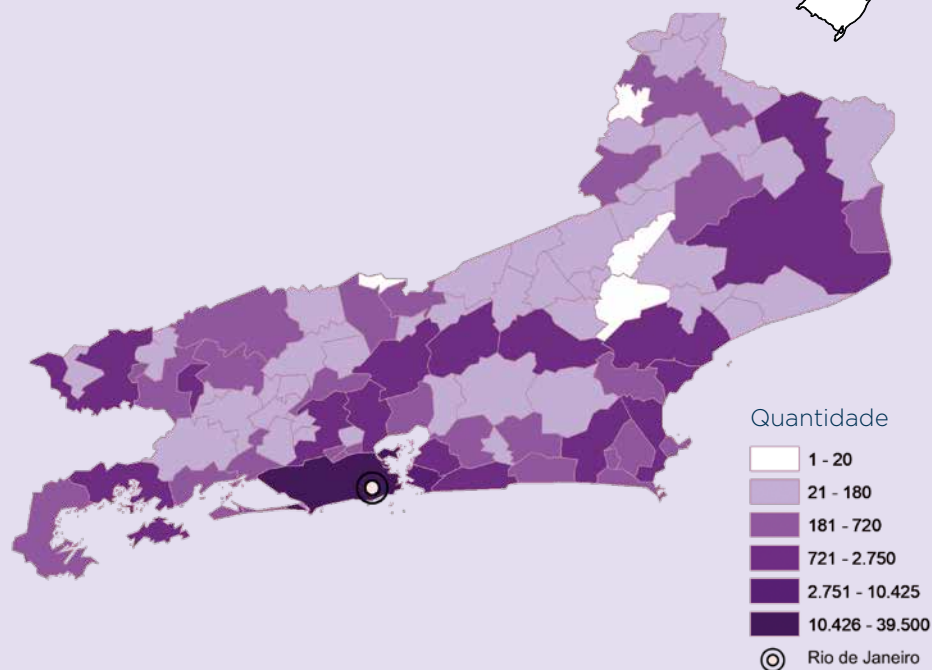 Quantidade
1 - 20
21 - 180
181 - 720
721 - 2.750
2.751 - 10.425
10.426 - 39.500
Rio de Janeiro